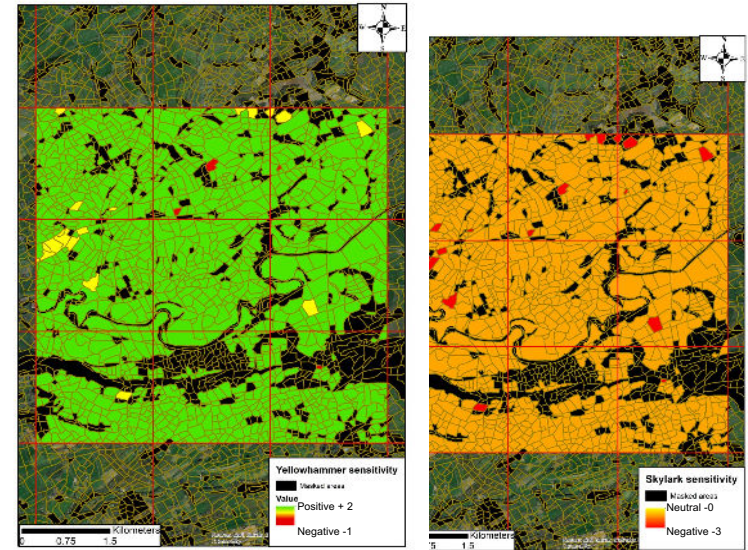 N
E
S
N
W
S
Yellowhammer sensitivity
Masked areas
Value
Positive + 2
Negative -1
Kilometers
0 0.75 1.5
Skylark sensitivity
Masked areas
Neutral -0
Negative -3
Kilometers
75 1.5